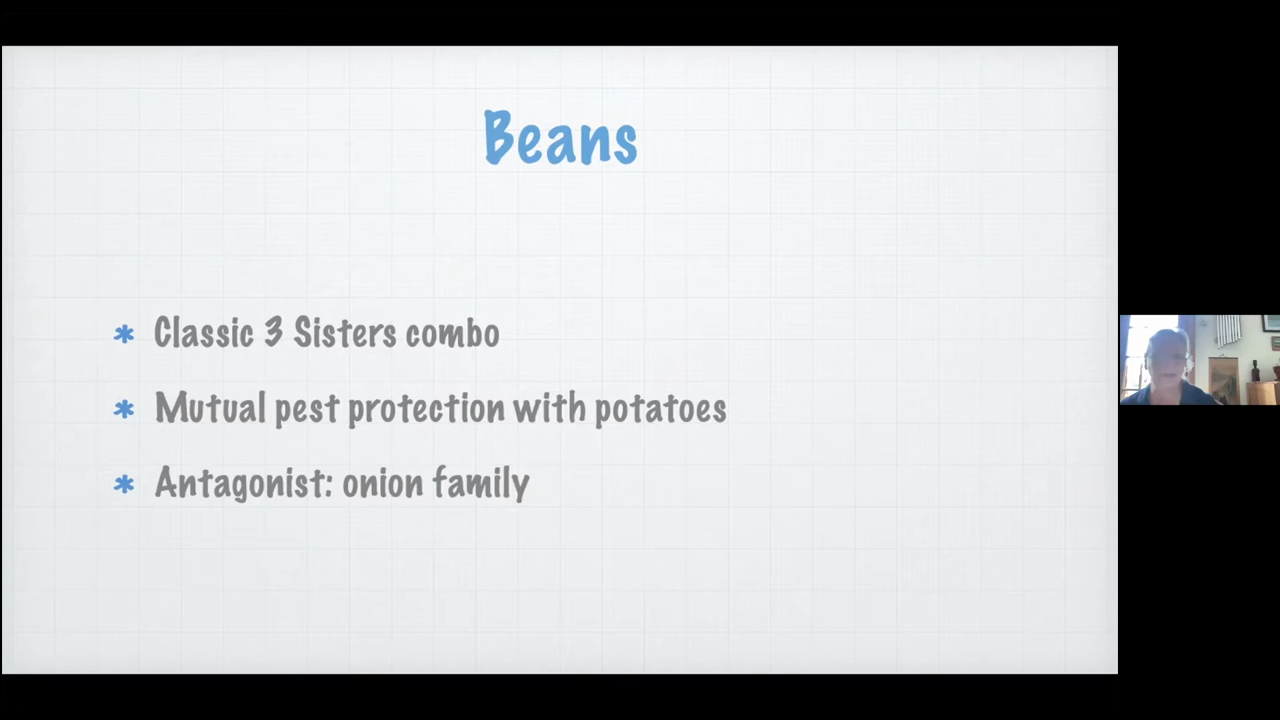 Beans
* Classic 3 Sisters combo
* Mutual pest protection with potatoes
* Antagonist: onion family